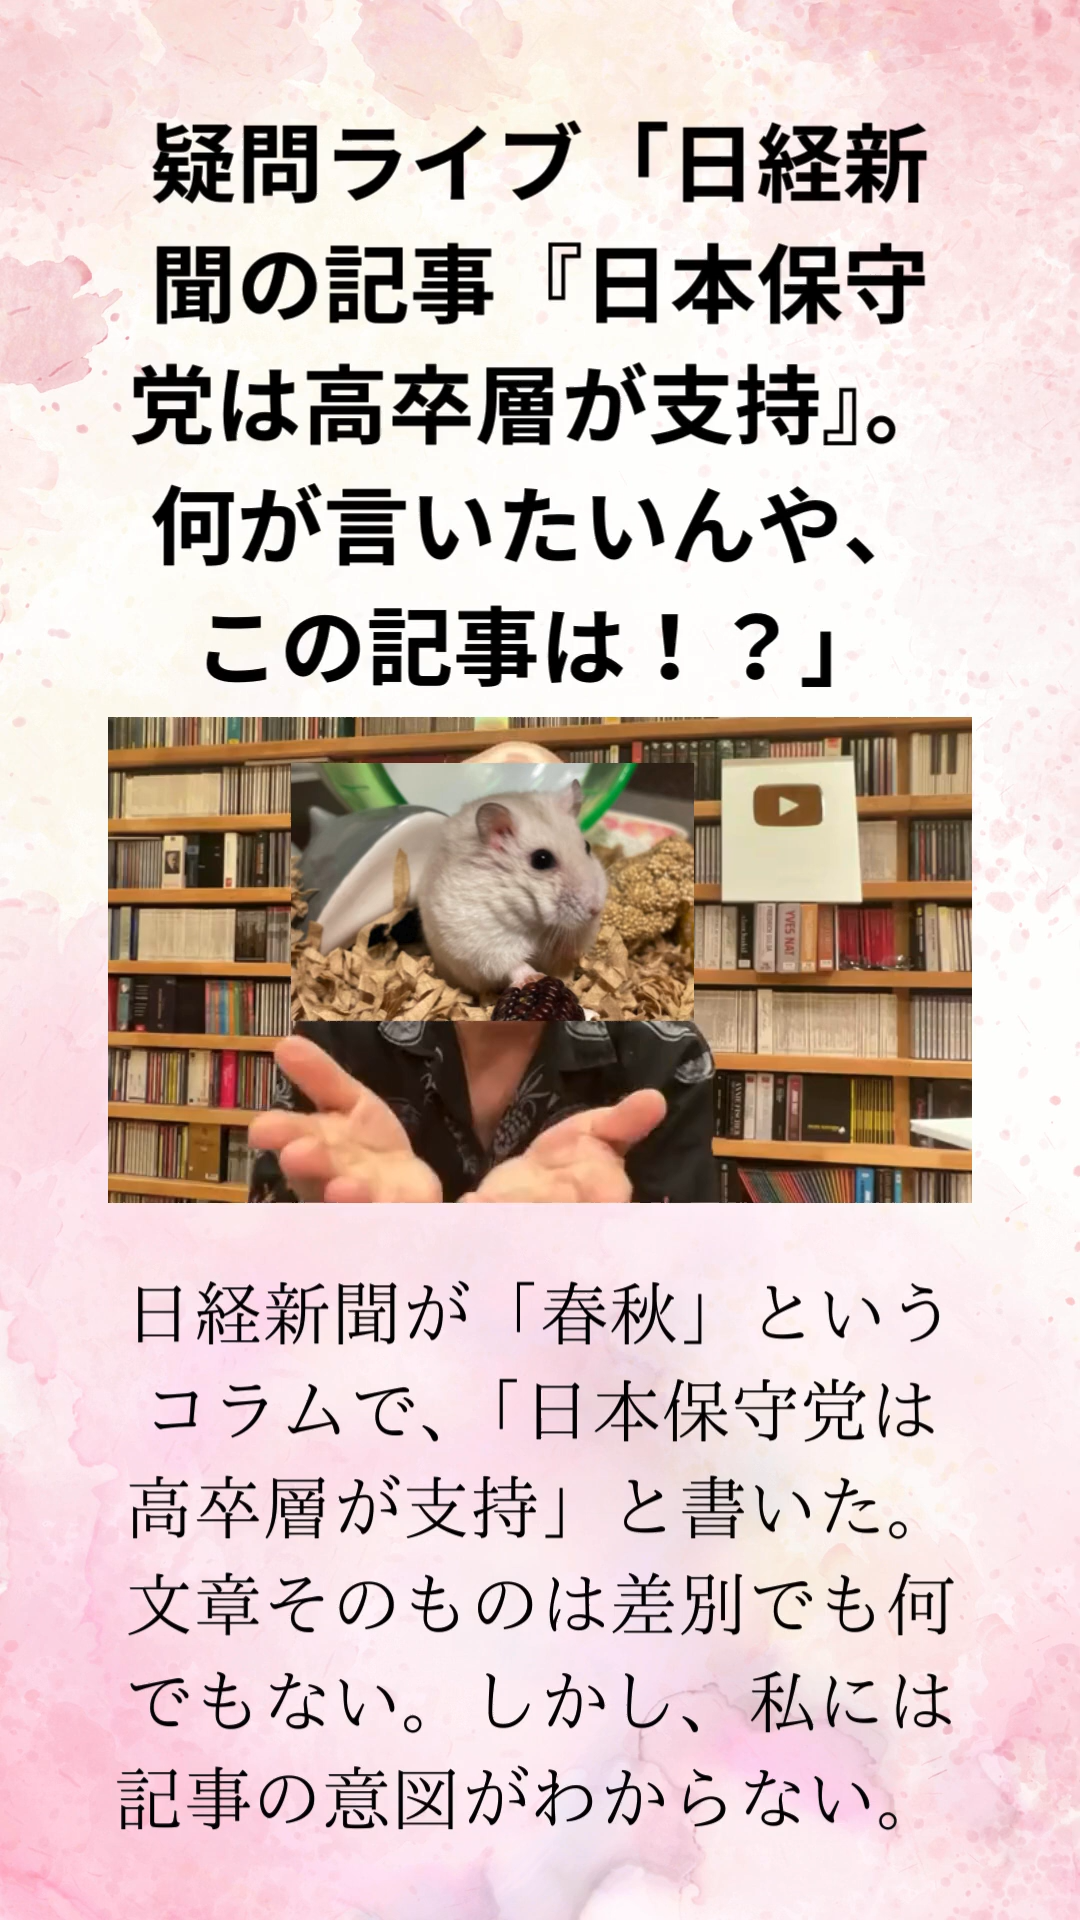 疑問ライブ「日経新
聞の記事『日本保守
党は高卒層が支持』。
何が言いたいんや、
この記事は！？」
YVES NAT
日経新聞が「春秋」という
コラムで、「日本保守党は
高卒層が支持」と書いた。
文章そのものは差別でも何
でもない。しかし、私には
記事の意図がわからない。